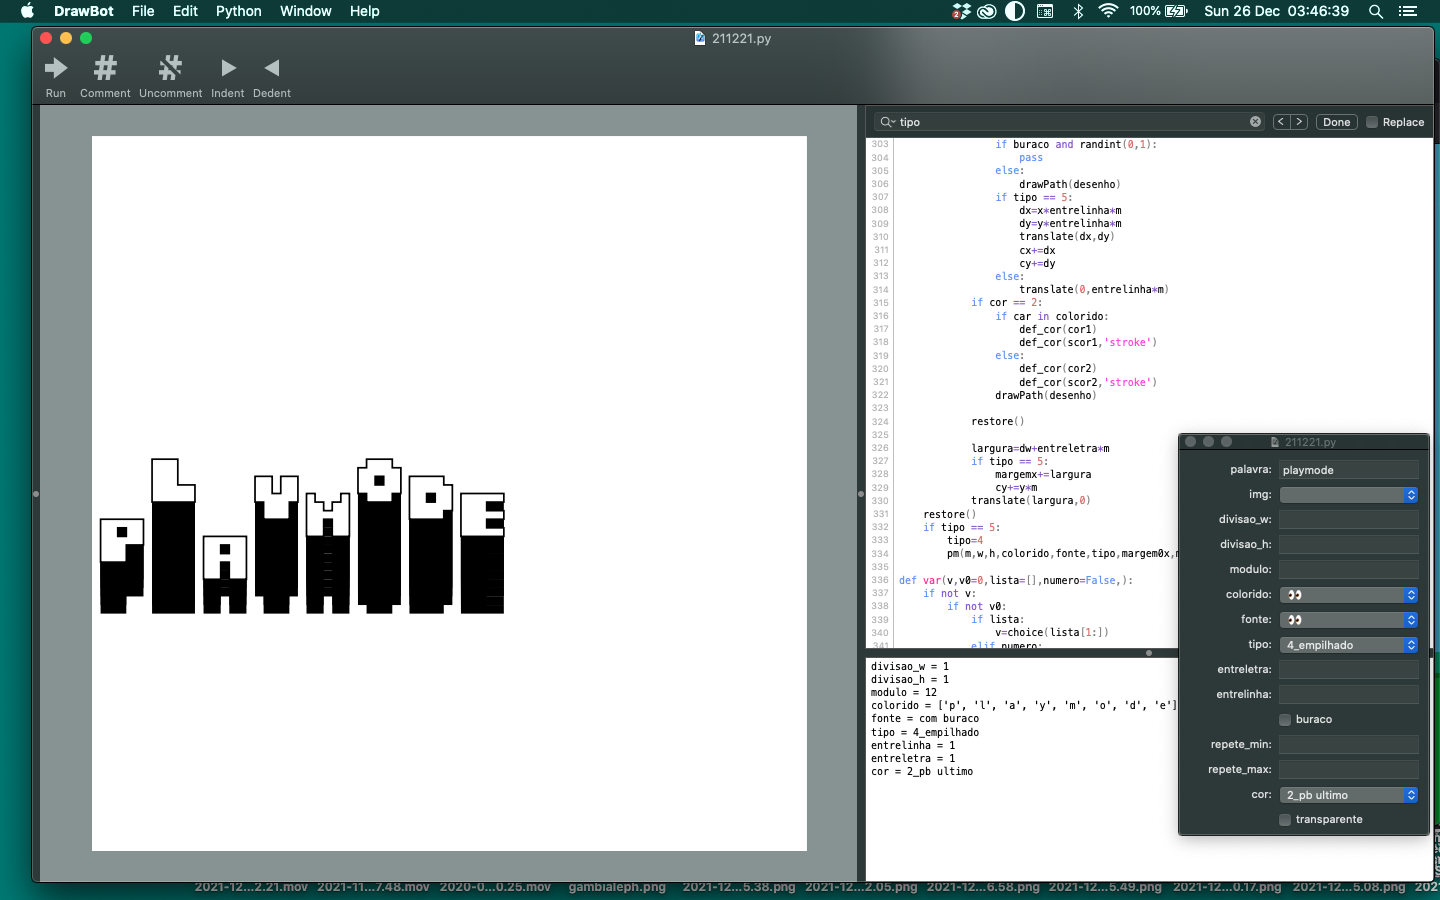 DrawBot File Edit Python Window Help
2 100% Sun 26 Dec 03:46:39
211221.py
Run Comment Uncomment Indent Dedent
tipo
< > Done Replace
PLAYMODE
303 if buraco and randint(0,1):
304 pass
305 else:
306 drawPath(desenho)
307 if tipo == 5:
308 dx=x*entrelinha*m
309 dy=y*entrelinha*m
310 translate(dx,dy)
311 cx+=dx
312 cy+=dy
313 else:
314 translate(0,entrelinha*m)
315 if cor == 2:
316 if car in colorido:
317 def_cor(cor1)
318 def_cor(scor1,'stroke')
319 else:
320 def_cor(cor2)
321 def_cor(scor2,'stroke')
322 drawPath(desenho)
323
324 restore()
325
326 largura=dw+entreletra*m
327 if tipo == 5:
328 margemx+=largura
329 cy+=y*m
330 translate(largura,0)
331 restore()
332 if tipo == 5:
333 tipo=4
334 pm(m,w,h,colorido,fonte,tipo,margem0x,
335
336 def var(v,v0=0,lista=[],numero=False,):
337 if not v:
338 if not v0:
339 if lista:
340 v=choice(lista[1:])
341 elif numero:
divisao_w = 1
divisao_h = 1
modulo = 12
colorido = ['p', 'l', 'a', 'y', 'm', 'o', 'd', 'e']
fonte = com buraco
tipo = 4_empilhado
entrelinha = 1
entreletra = 1
cor = 2_pb ultimo
211221.py
palavra: playmode
img:
divisao_w:
divisao_h:
modulo:
colorido: 👀
fonte: 👀
tipo: 4_empilhado
entreletra:
entrelinha:
buraco
repete_min:
repete_max:
cor: 2_pb ultimo
transparente
2021-12...2.21.mov 2021-11...7.48.mov 2020-0...0.25.mov gambialeph.png 2021-12...5.38.png 2021-12...2.05.png 2021-12...6.58.png 2021-12...5.49.png 2021-12...0.17.png 2021-12...5.08.png 2021